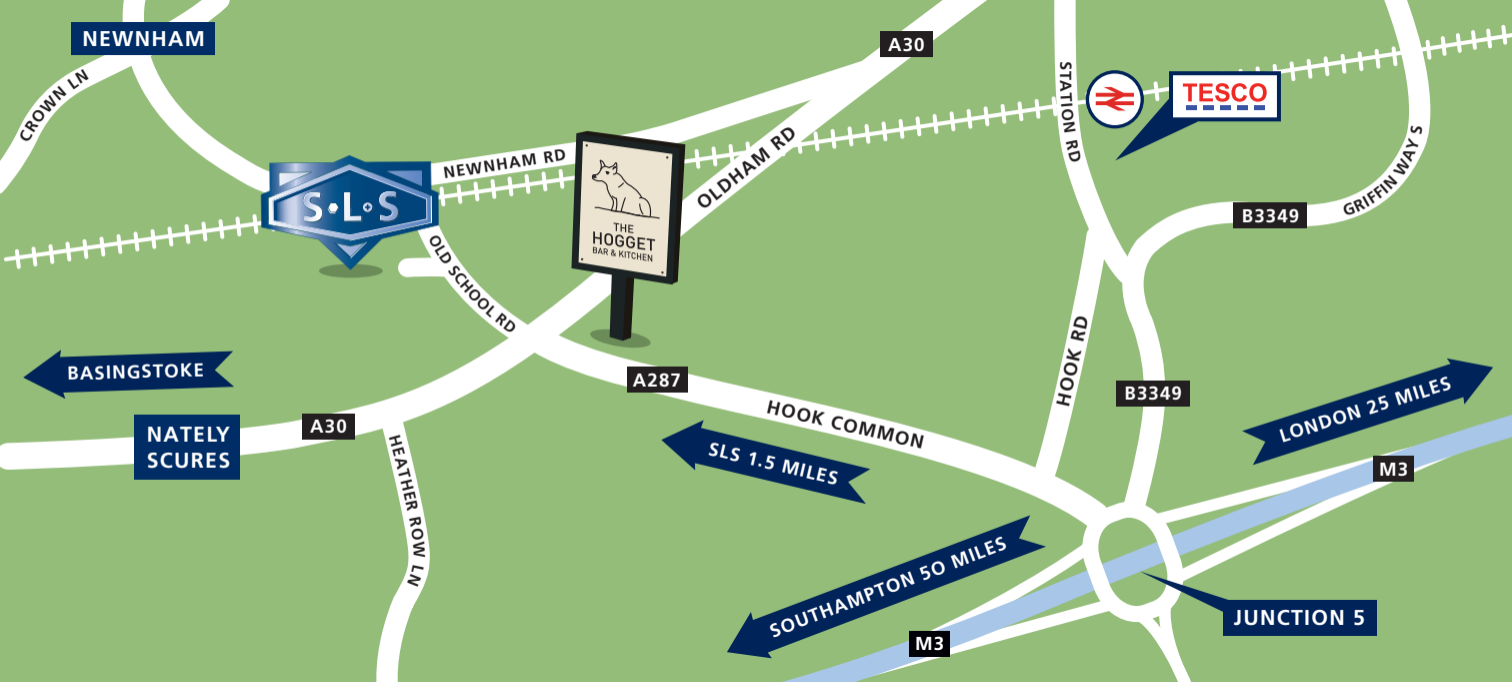 NEWNHAM
CROWN LN
A30
STATION RD
TESCO
NEWNHAM RD
OLDHAM RD
S·L·S
THE
HOGGET
BAR & KITCHEN
B3349
GRIFFIN WAY S
OLD SCHOOL RD
BASINGSTOKE
A287
HOOK RD
B3349
NATELY
SCURES
A30
HOOK COMMON
LONDON 25 MILES
HEATHER ROW LN
SLS 1.5 MILES
M3
SOUTHAMPTON 50 MILES
M3
JUNCTION 5